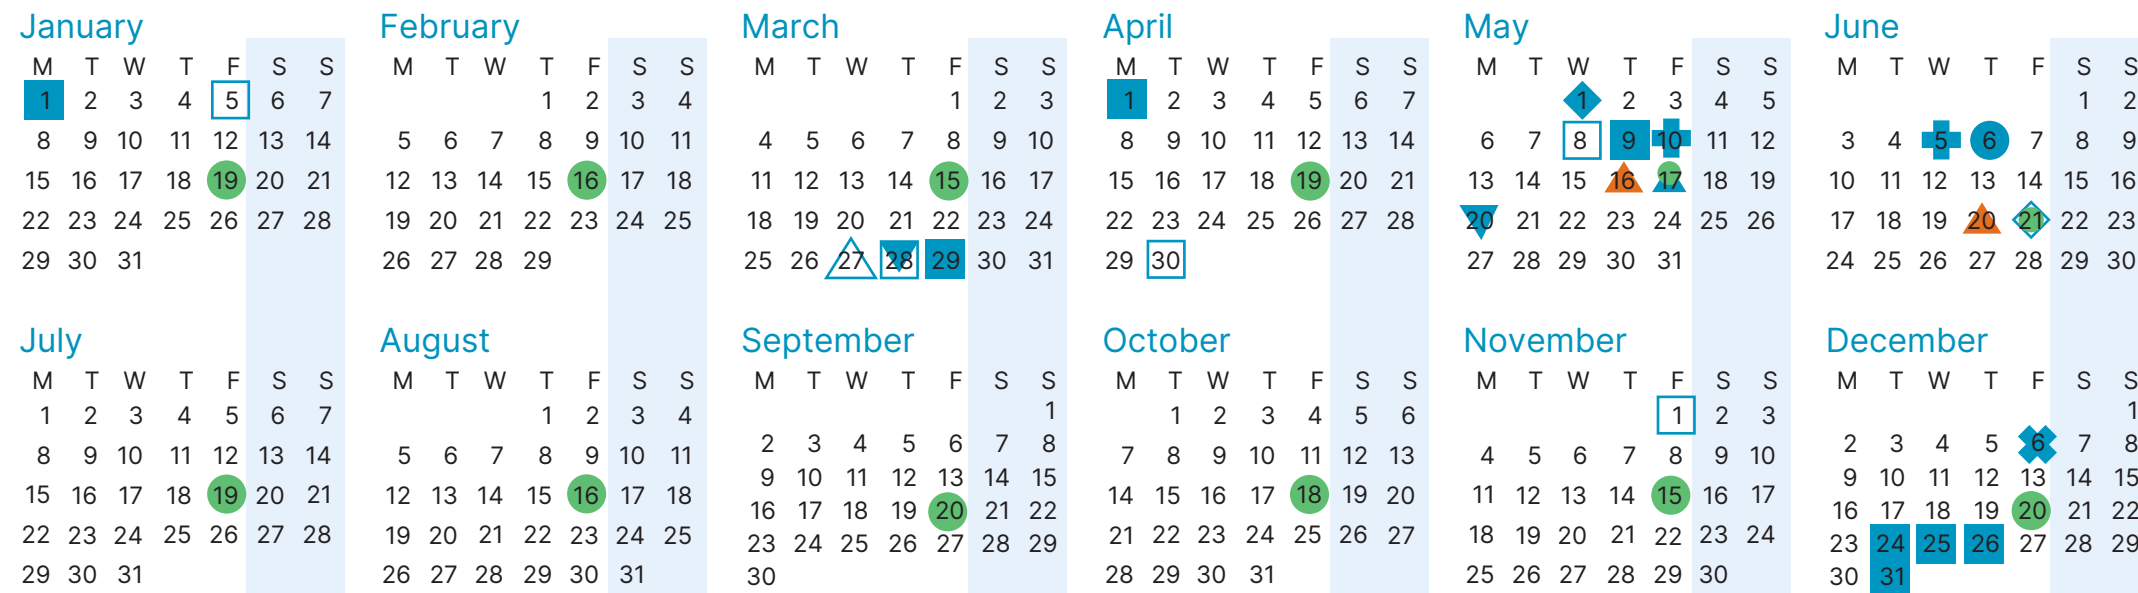 January February March April May June
M T W T F S S M T W T F S S M T W T F S S M T W T F S S M T W T F S S M T W T F S S
1 2 3 4 5 6 7 1 2 3 4 1 2 3 1 2 3 4 5 6 7 1 2 3 4 5 1 2
8 9 10 11 12 13 14 5 6 7 8 9 10 11 4 5 6 7 8 9 10 8 9 10 11 12 13 14 6 7 8 9 10 11 12 3 4 5 6 7 8 9
15 16 17 18 19 20 21 12 13 14 15 16 17 18 11 12 13 14 15 16 17 15 16 17 18 19 20 21 13 14 15 16 17 18 19 10 11 12 13 14 15 16
22 23 24 25 26 27 28 19 20 21 22 23 24 25 18 19 20 21 22 23 24 22 23 24 25 26 27 28 20 21 22 23 24 25 26 17 18 19 20 21 22 23
29 30 31 26 27 28 29 25 26 27 28 29 30 31 29 30 27 28 29 30 31 24 25 26 27 28 29 30
July August September October November December
M T W T F S S M T W T F S S M T W T F S S M T W T F S S M T W T F S S M T W T F S S
1 2 3 4 5 6 7 1 2 3 4 1 1 2 3 4 5 6 1 2 3 1
8 9 10 11 12 13 14 5 6 7 8 9 10 11 2 3 4 5 6 7 8 7 8 9 10 11 12 13 4 5 6 7 8 9 10 2 3 4 5 6 7 8
15 16 17 18 19 20 21 12 13 14 15 16 17 18 9 10 11 12 13 14 15 14 15 16 17 18 19 20 11 12 13 14 15 16 17 9 10 11 12 13 14 15
16 17 18 19 20 21 22 16 17 18 19 20 21 22
22 23 24 25 26 27 28 19 20 21 22 23 24 25 23 24 25 26 27 28 29 21 22 23 24 25 26 27 18 19 20 21 22 23 24 23 24 25 26 27 28 29
29 30 31 26 27 28 29 30 31 30 28 29 30 31 25 26 27 28 29 30 30 31